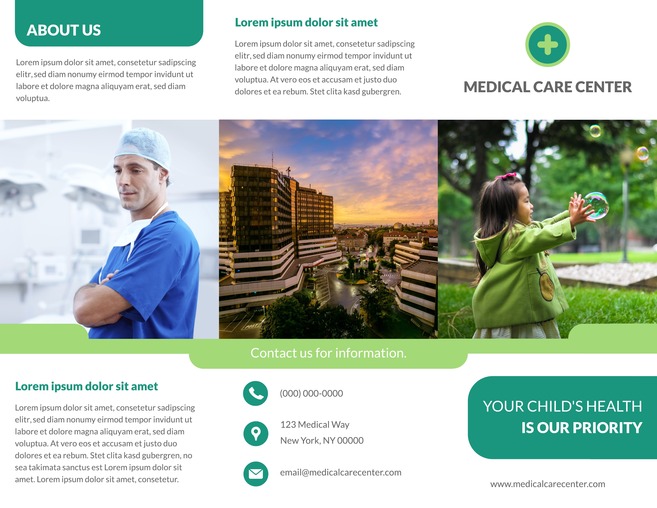 ABOUT US
Lorem ipsum dolor sit amet, consetetur sadipscing
elitr, sed diam nonumy eirmod tempor invidunt ut
labore et dolore magna aliquyam erat, sed diam
voluptua.
Lorem ipsum dolor sit amet
Lorem ipsum dolor sit amet, consetetur sadipscing
elitr, sed diam nonumy eirmod tempor invidunt ut
labore et dolore magna aliquyam erat, sed diam
voluptua. At vero eos et accusam et justo duo
dolores et ea rebum. Stet clita kasd gubergren.
MEDICAL CARE CENTER
Contact us for information.
Lorem ipsum dolor sit amet
Lorem ipsum dolor sit amet, consetetur sadipscing
elitr, sed diam nonumy eirmod tempor invidunt ut
labore et dolore magna aliquyam erat, sed diam
voluptua. At vero eos et accusam et justo duo
dolores et ea rebum. Stet clita kasd gubergren, no
sea takimata sanctus est Lorem ipsum dolor sit
amet. Lorem ipsum dolor sit amet, consetetur.
(000) 000-0000
123 Medical Way
New York, NY 00000
email@medicalcarecenter.com
YOUR CHILD'S HEALTH
IS OUR PRIORITY
www.medicalcarecenter.com